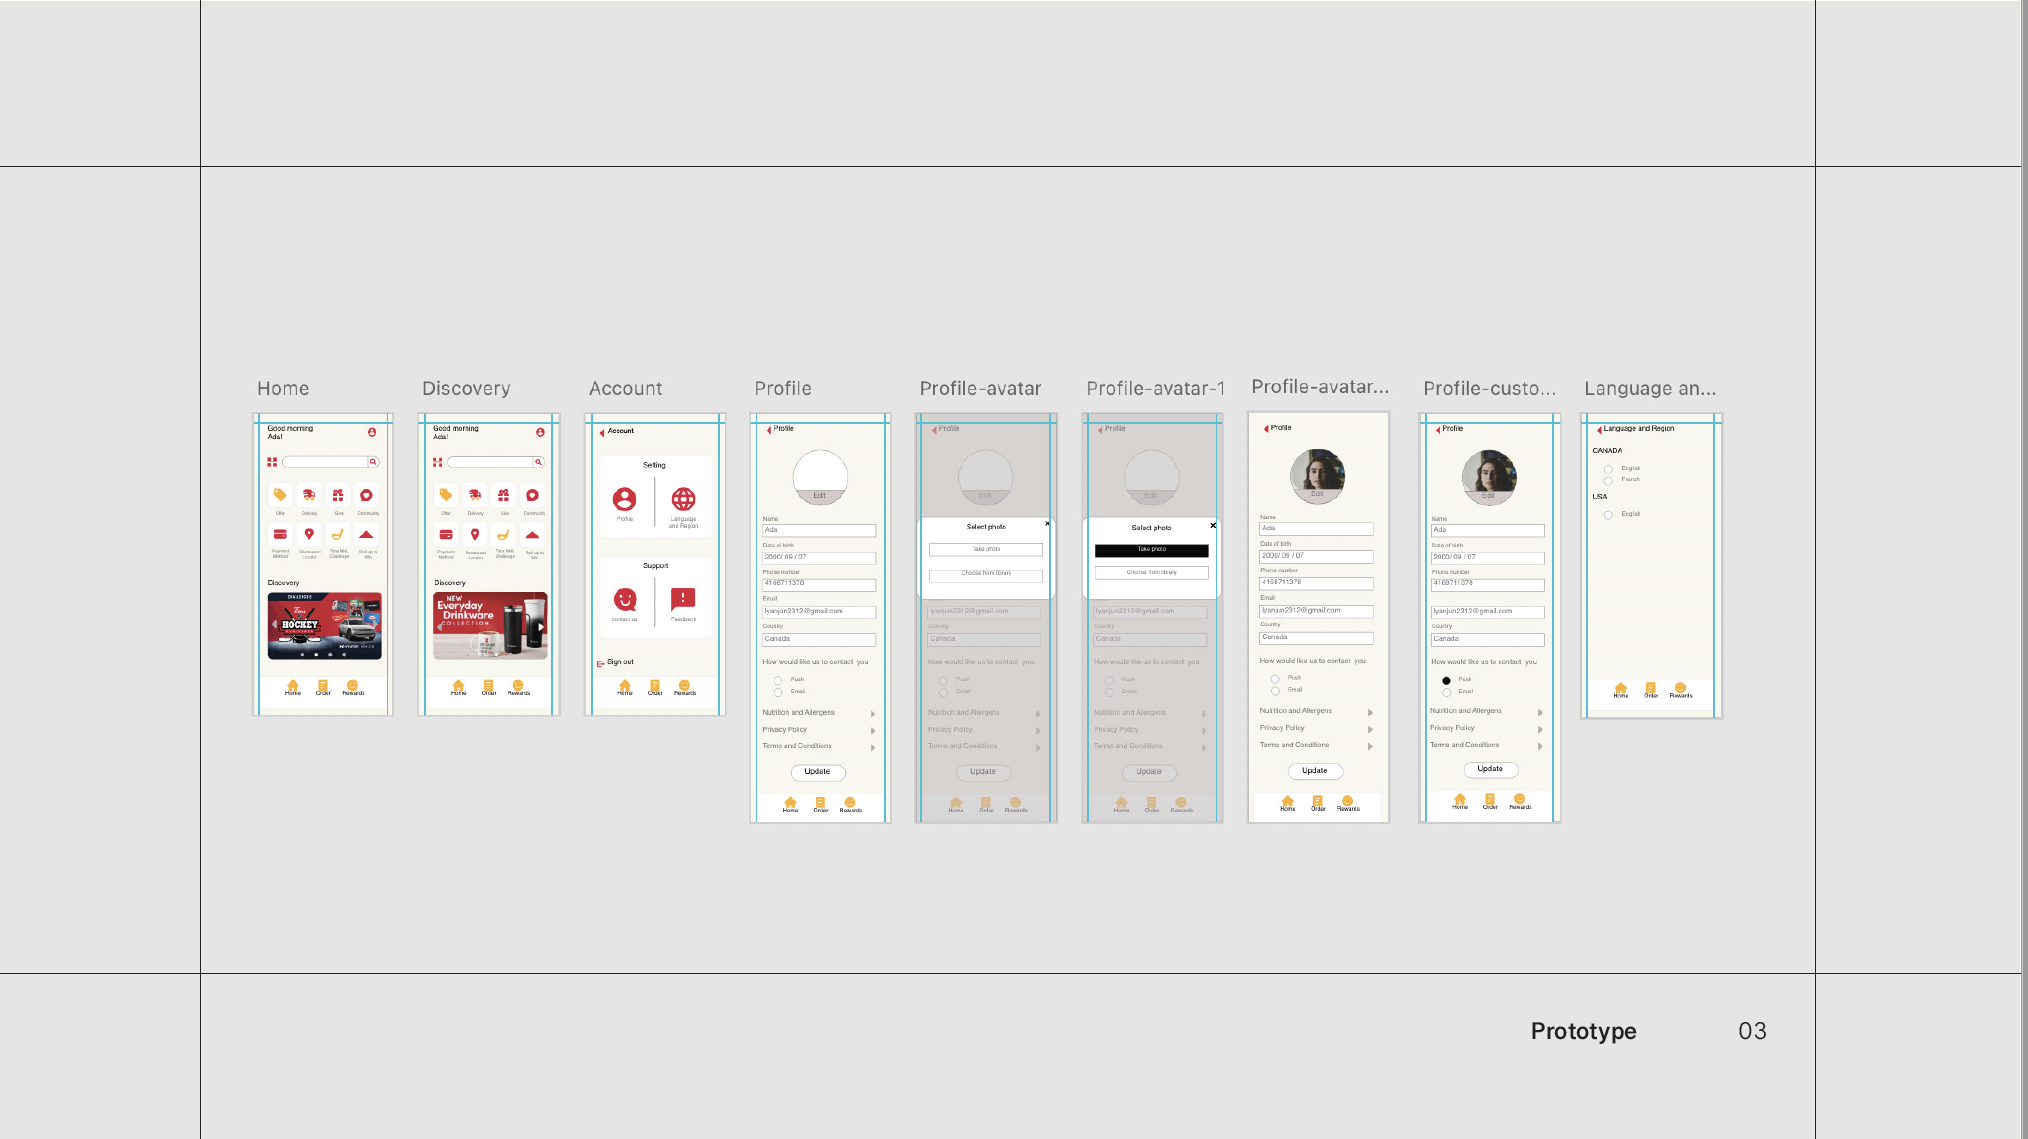 Home
Good morning
Ada!
Offer
Delivery
Give
Community
Payment
Method
Restaurant
Locator
Tims NHL
Challenge
Roll up to
Win
Discovery
CHALLENGES
Tims
HOCKEY
CHALLENGE
HYUNDAI
Home
Order
Rewards
Discovery
Good morning
Ada!
Offer
Delivery
Give
Community
Payment
Method
Restaurant
Locator
Tims NHL
Challenge
Roll up to
Win
Discovery
NEW
Everyday
Drinkware
COLLECTION
Home
Order
Rewards
Account
Account
Setting
Profile
Language
and Region
Support
contact us
Feedback
Sign out
Home
Order
Rewards
Profile
Profile
Edit
Name
Ada
Date of birth
2000/ 09 / 07
Phone number
4168711378
Email
lyanjun2312@gmail.com
Country
Canada
How would like us to contact you
Push
Email
Nutrition and Allergens
Privacy Policy
Terms and Conditions
Update
Home
Order
Rewards
Profile-avatar
Profile
Edit
Select photo
×
Take photo
Choose from library
lyanjun2312@gmail.com
Country
Canada
How would like us to contact you
Push
Email
Nutrition and Allergens
Privacy Policy
Terms and Conditions
Update
Home
Order
Rewards
Profile-avatar-1
Profile
Edit
Select photo
×
Take photo
Choose from library
lyanjun2312@gmail.com
Country
Canada
How would like us to contact you
Push
Email
Nutrition and Allergens
Privacy Policy
Terms and Conditions
Update
Home
Order
Rewards
Profile-avatar...
Profile
Edit
Name
Ada
Date of birth
2000/ 09 / 07
Phone number
4168711378
Email
lyanjun2312@gmail.com
Country
Canada
How would like us to contact you
Push
Email
Nutrition and Allergens
Privacy Policy
Terms and Conditions
Update
Home
Order
Rewards
Profile-custo...
Profile
Edit
Name
Ada
Date of birth
2000/ 09 / 07
Phone number
4168711378
lyanjun2312@gmail.com
Country
Canada
How would like us to contact you
Push
Email
Nutrition and Allergens
Privacy Policy
Terms and Conditions
Update
Home
Order
Rewards
Language an...
Language and Region
CANADA
English
French
USA
English
Home
Order
Rewards
Prototype
03